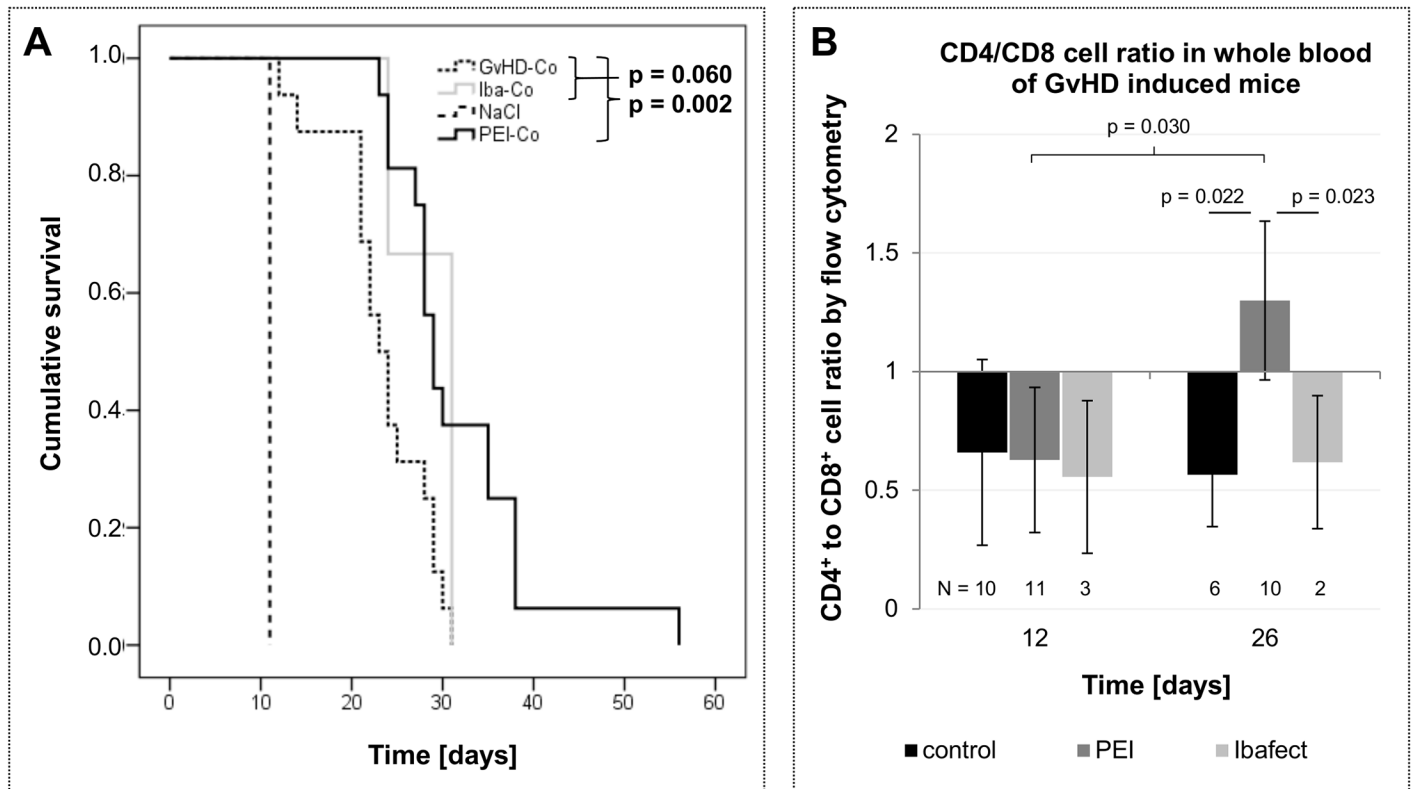 A
1.0
0.8
0.6
0.4
0.2
0.0
Cumulative survival
GvHD-Co
Iba-Co
NaCl
PEI-Co
p = 0.060
p = 0.002
0 10 20 30 40 50 60
Time [days]
B
CD4/CD8 cell ratio in whole blood
of GvHD induced mice
CD4⁺ to CD8⁺ cell ratio by flow cytometry
2
1.5
1
0.5
0
p = 0.030
p = 0.022
p = 0.023
N = 10 11 3 6 10 2
12 26
Time [days]
control PEI Ibafect